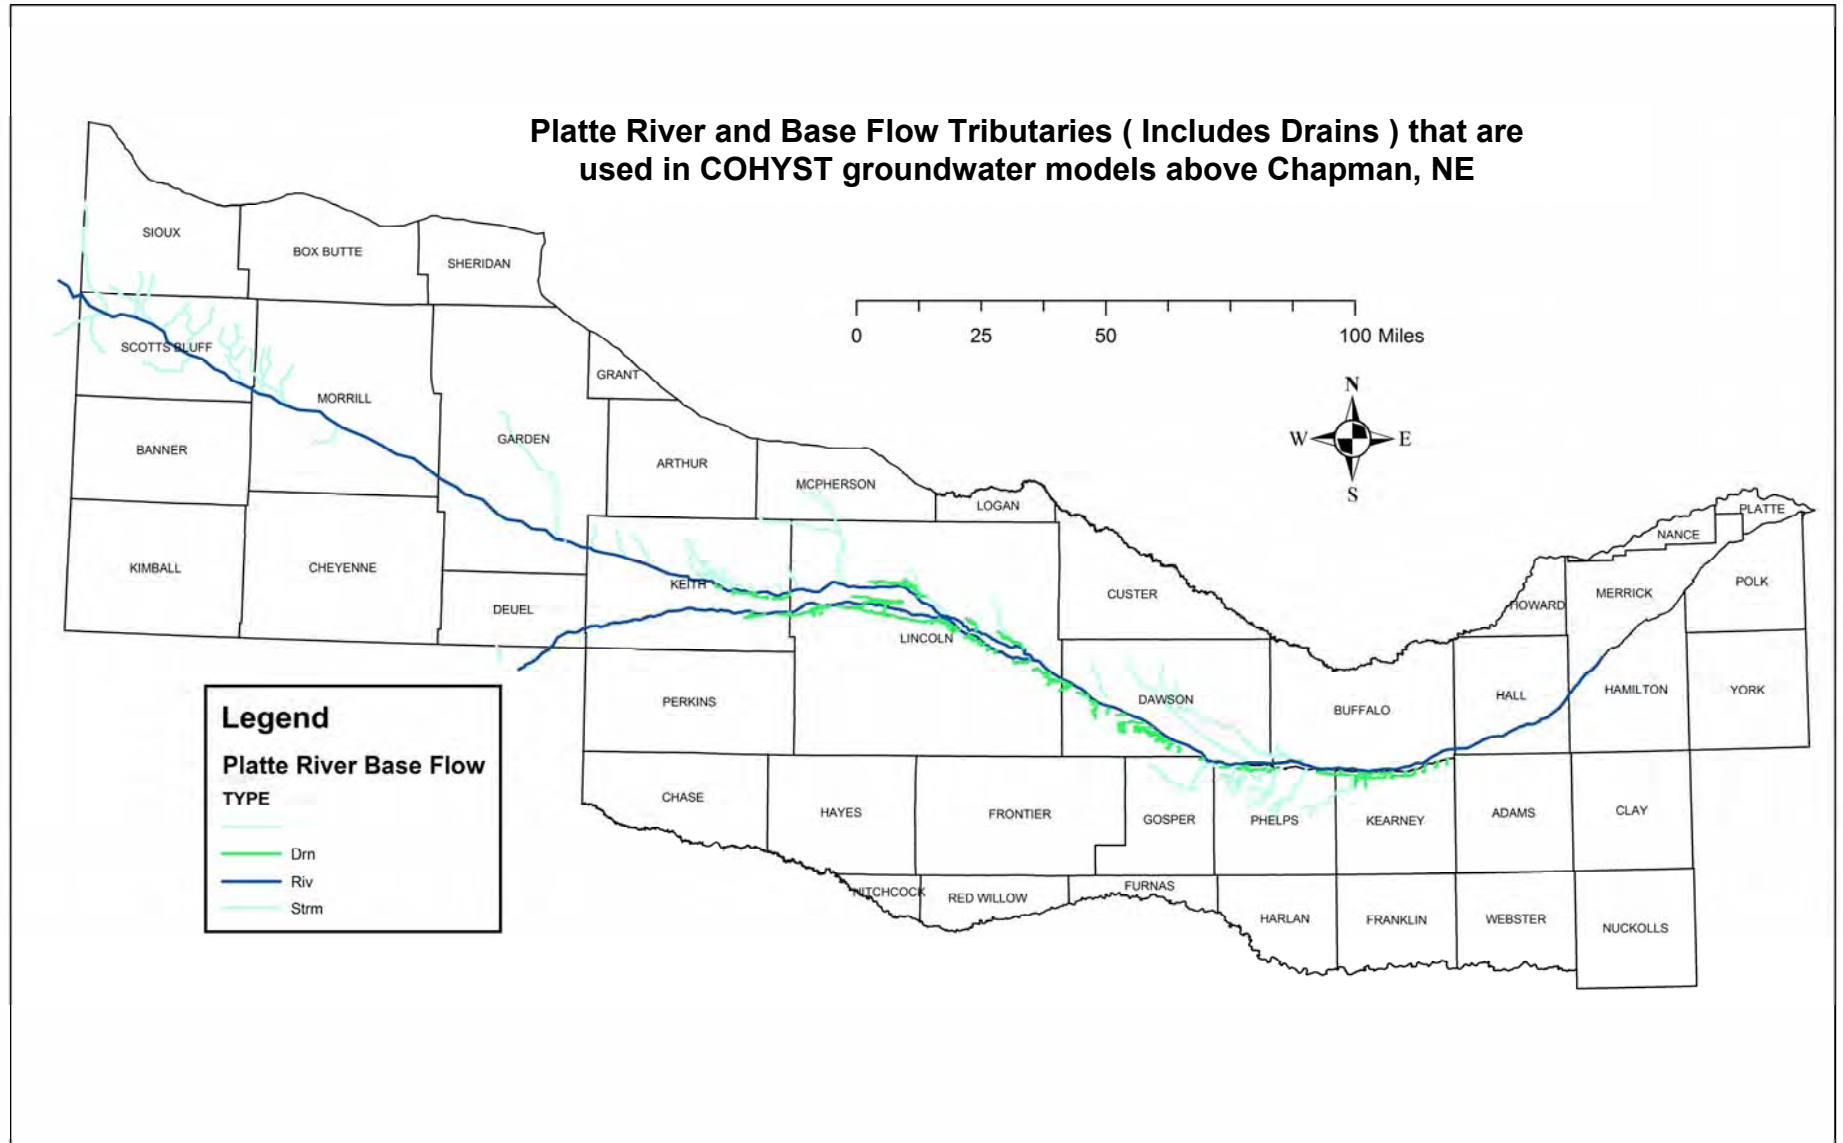 Platte River and Base Flow Tributaries ( Includes Drains ) that are
used in COHYST groundwater models above Chapman, NE
SIOUX
BOX BUTTE
SHERIDAN
0 25 50 100 Miles
SCOTTS BLUFF
GRANT
MORRILL
N
W E
S
GARDEN
BANNER
ARTHUR
MCPHERSON
LOGAN
PLATTE
NANCE
KIMBALL
CHEYENNE
KEITH
POLK
CUSTER
MERRICK
HOWARD
DEUEL
LINCOLN
PERKINS
DAWSON
BUFFALO
HALL
HAMILTON
YORK
Legend
Platte River Base Flow
TYPE
Drn
Riv
Strm
CHASE
HAYES
FRONTIER
GOSPER
PHELPS
KEARNEY
ADAMS
CLAY
HITCHCOCK
RED WILLOW
FURNAS
HARLAN
FRANKLIN
WEBSTER
NUCKOLLS